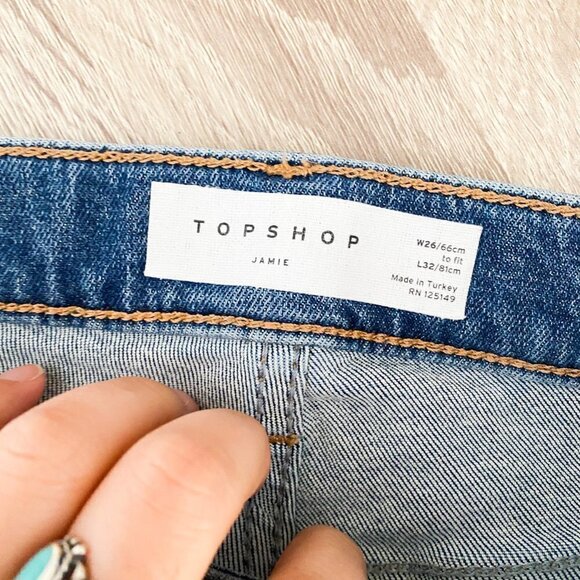 TOPSHOP
JAMIE
W26/66cm
to fit
L32/81cm
Made in Turkey
RN 125149